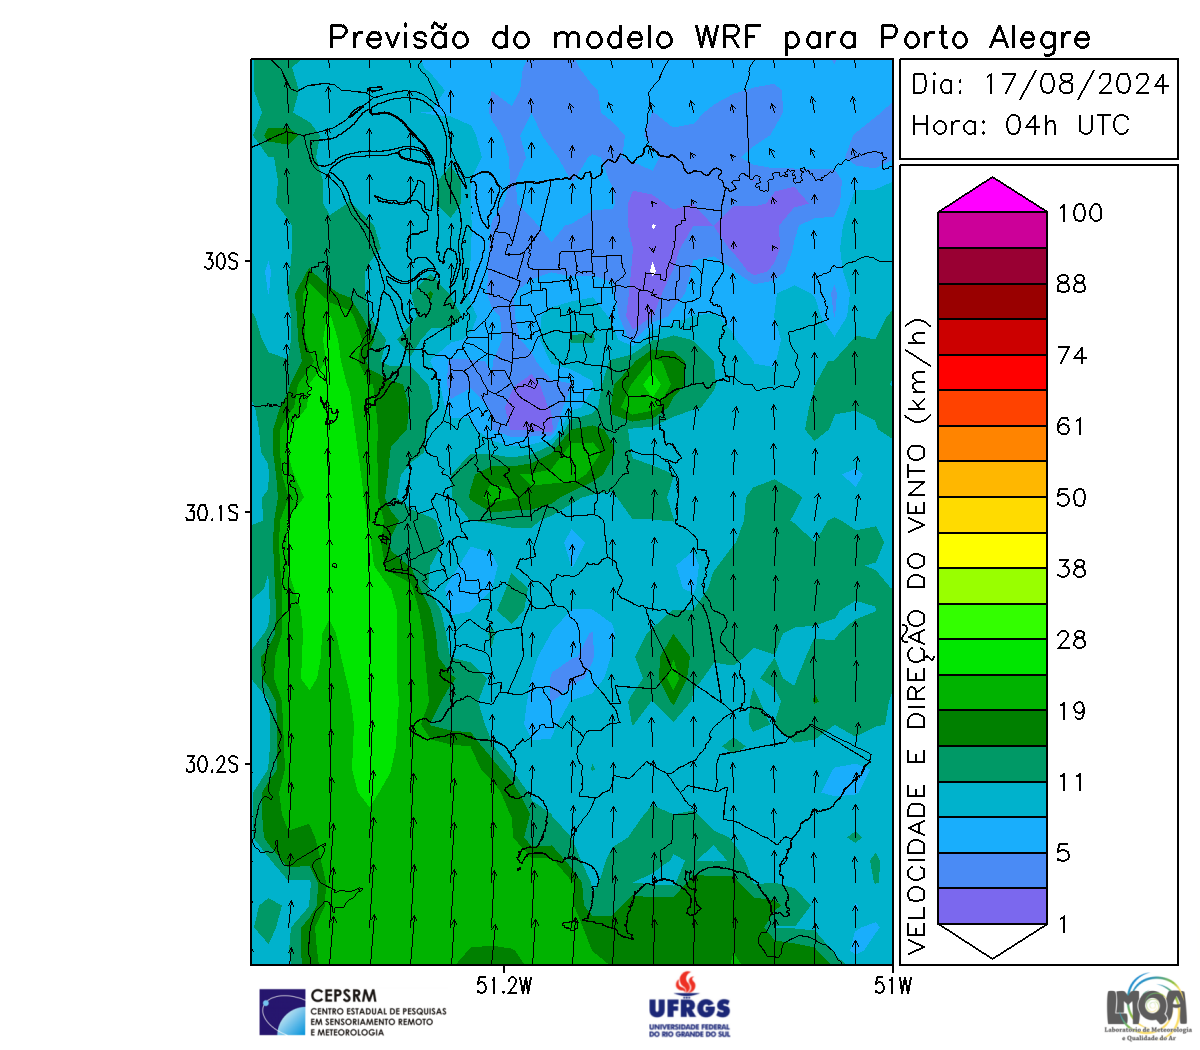 Previsão do modelo WRF para Porto Alegre
Dia: 17/08/2024
Hora: 04h UTC
30S
30.1S
30.2S
51.2W
51W
VELOCIDADE E DIREÇÃO DO VENTO (km/h)
100
88
74
61
50
38
28
19
11
5
1
CEPSRM
CENTRO ESTADUAL DE PESQUISAS
EM SENSORIAMENTO REMOTO
E METEOROLOGIA
UFRGS
UNIVERSIDADE FEDERAL
DO RIO GRANDE DO SUL
LMQA
Laboratório de Meteorologia
e Qualidade do Ar